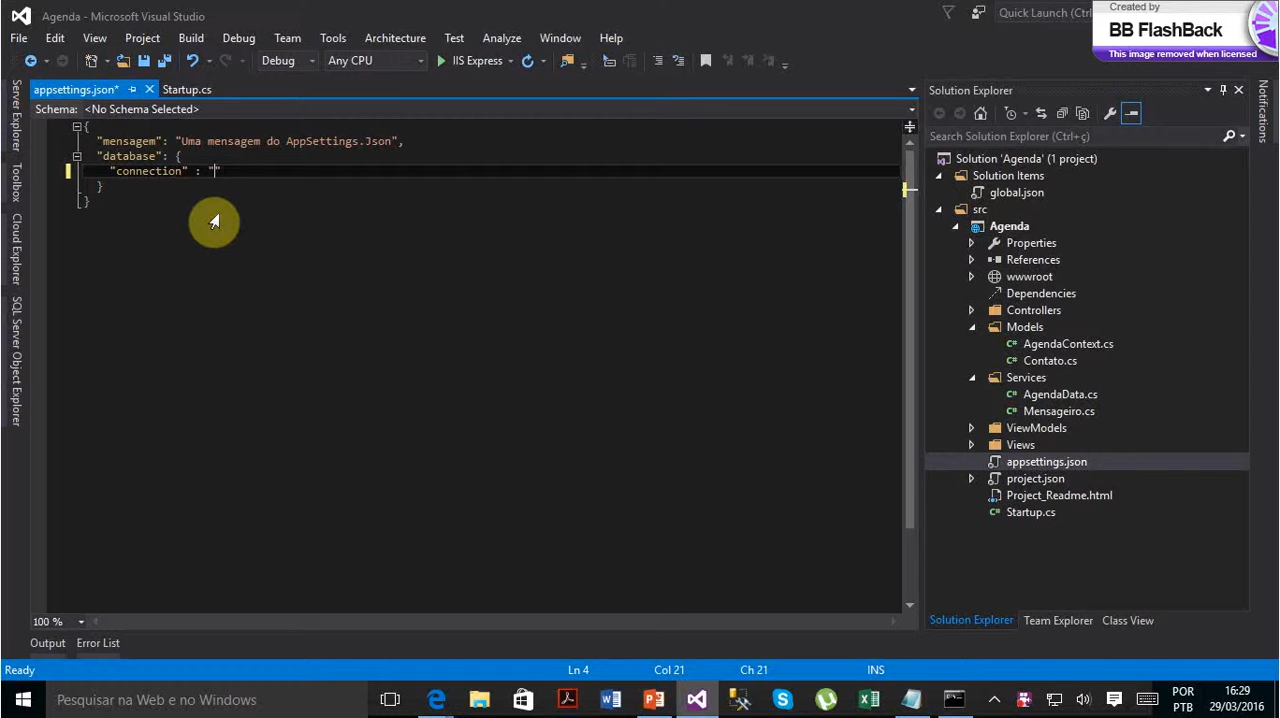 Agenda - Microsoft Visual Studio
Quick Launch (Ctrl
Created by
BB FlashBack
This image removed when licensed
File Edit View Project Build Debug Team Tools Architecture Test Analyze Window Help
Debug Any CPU IIS Express
appsettings.json* Startup.cs
Schema: <No Schema Selected>
{
"mensagem": "Uma mensagem do AppSettings.Json",
"database": {
"connection" : ""
}
}
Server Explorer
Toolbox
Cloud Explorer
SQL Server Object Explorer
100 %
Output Error List
Solution Explorer
Search Solution Explorer (Ctrl+ç)
Solution 'Agenda' (1 project)
Solution Items
global.json
src
Agenda
Properties
References
wwwroot
Dependencies
Controllers
Models
C# AgendaContext.cs
C# Contato.cs
Services
C# AgendaData.cs
C# Mensageiro.cs
ViewModels
Views
appsettings.json
project.json
Project_Readme.html
C# Startup.cs
Solution Explorer Team Explorer Class View
Notifications
Ready Ln 4 Col 21 Ch 21 INS
Pesquisar na Web e no Windows
POR
PTB
16:29
29/03/2016